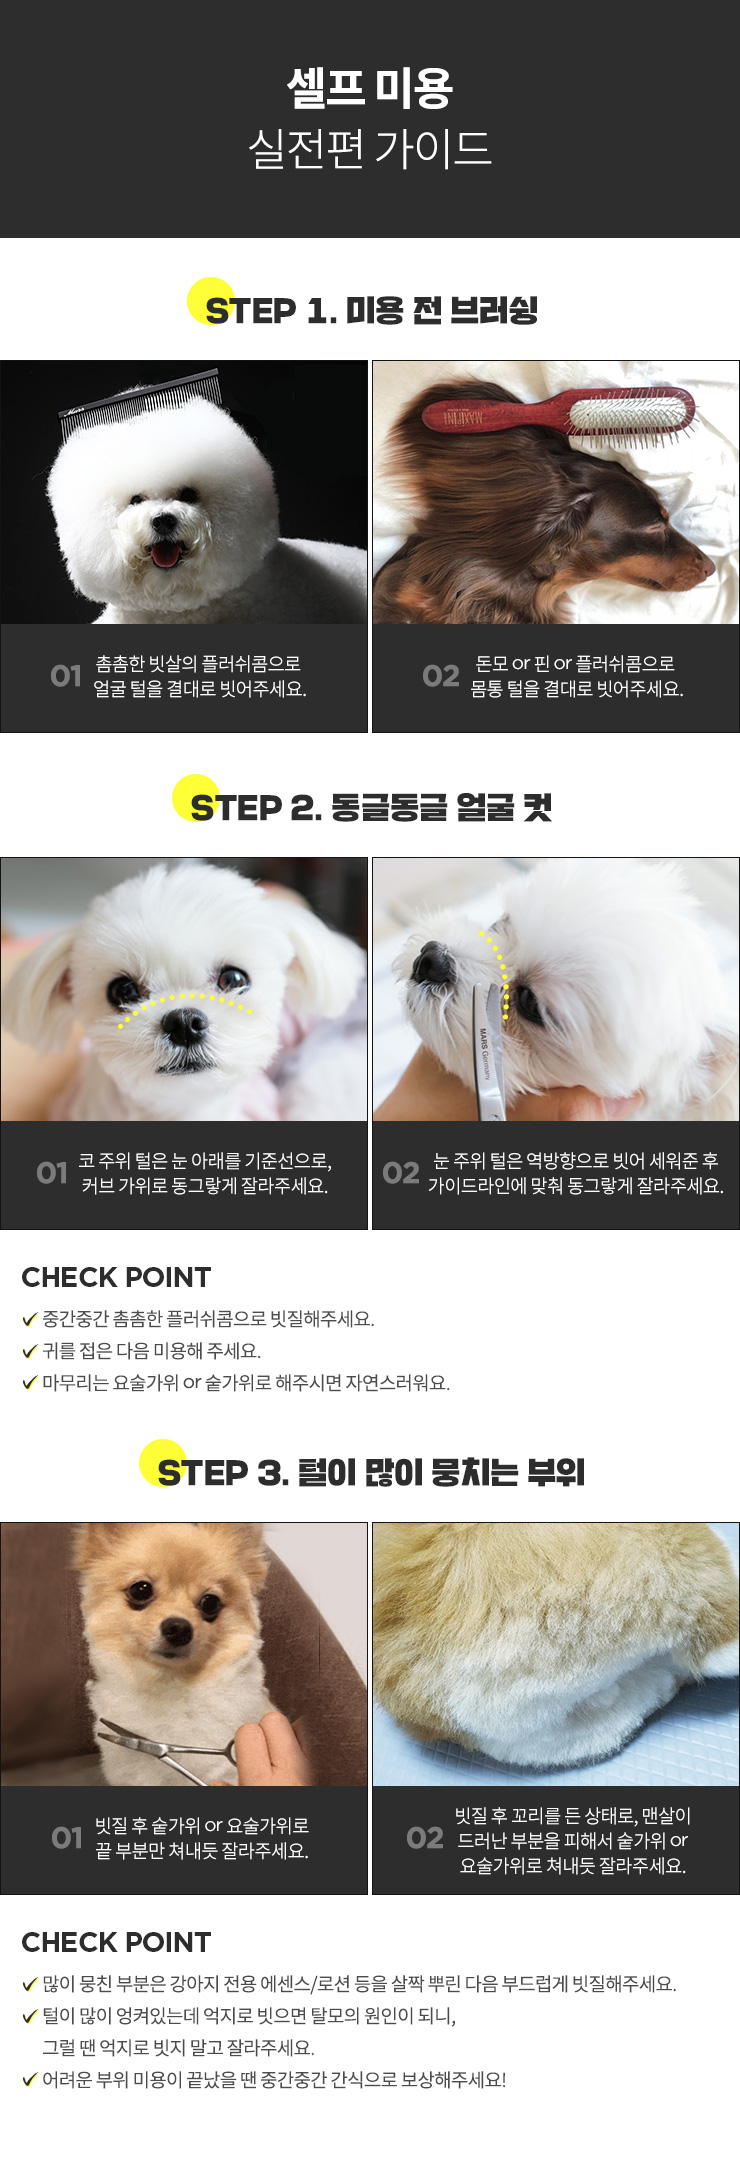 셀프 미용
실전편 가이드
STEP 1. 미용 전 브러슁
MAXIPIN
01 촘촘한 빗살의 플러쉬콤으로
얼굴 털을 결대로 빗어주세요.
02 돈모 or 핀 or 플러쉬콤으로
몸통 털을 결대로 빗어주세요.
STEP 2. 동글동글 얼굴 컷
MARS Germany
01 코 주위 털은 눈 아래를 기준선으로,
커브 가위로 동그랗게 잘라주세요.
02 눈 주위 털은 역방향으로 빗어 세워준 후
가이드라인에 맞춰 동그랗게 잘라주세요.
CHECK POINT
중간중간 촘촘한 플러쉬콤으로 빗질해주세요.
귀를 접은 다음 미용해 주세요.
마무리는 요술가위 or 숱가위로 해주시면 자연스러워요.
STEP 3. 털이 많이 뭉치는 부위
01 빗질 후 숱가위 or 요술가위로
끝 부분만 쳐내듯 잘라주세요.
02 빗질 후 꼬리를 든 상태로, 맨살이
드러난 부분을 피해서 숱가위 or
요술가위로 쳐내듯 잘라주세요.
CHECK POINT
많이 뭉친 부분은 강아지 전용 에센스/로션 등을 살짝 뿌린 다음 부드럽게 빗질해주세요.
털이 많이 엉켜있는데 억지로 빗으면 탈모의 원인이 되니,
그럴 땐 억지로 빗지 말고 잘라주세요.
어려운 부위 미용이 끝났을 땐 중간중간 간식으로 보상해주세요!